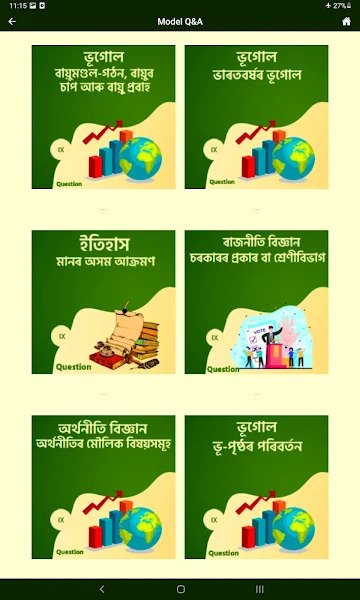 11:15
27%
Model Q&A
ভূগোল
বায়ুমণ্ডল-গঠন, বায়ুৰ
চাপ আৰু বায়ু প্ৰবাহ
IX
Question
ভূগোল
ভাৰতবৰ্ষৰ ভূগোল
IX
Question
...
...
ইতিহাস
মানৰ অসম আক্ৰমণ
IX
Question
ৰাজনীতি বিজ্ঞান
চৰকাৰৰ প্ৰকাৰ বা শ্ৰেণীবিভাগ
VOTE
IX
Question
...
...
অৰ্থনীতি বিজ্ঞান
অৰ্থনীতিৰ মৌলিক বিষয়সমূহ
IX
Question
ভূগোল
ভূ-পৃষ্ঠৰ পৰিবৰ্তন
IX
Question